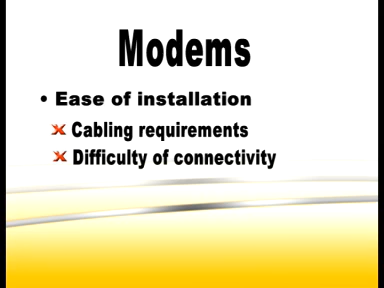 Modems
• Ease of installation
Cabling requirements
Difficulty of connectivity